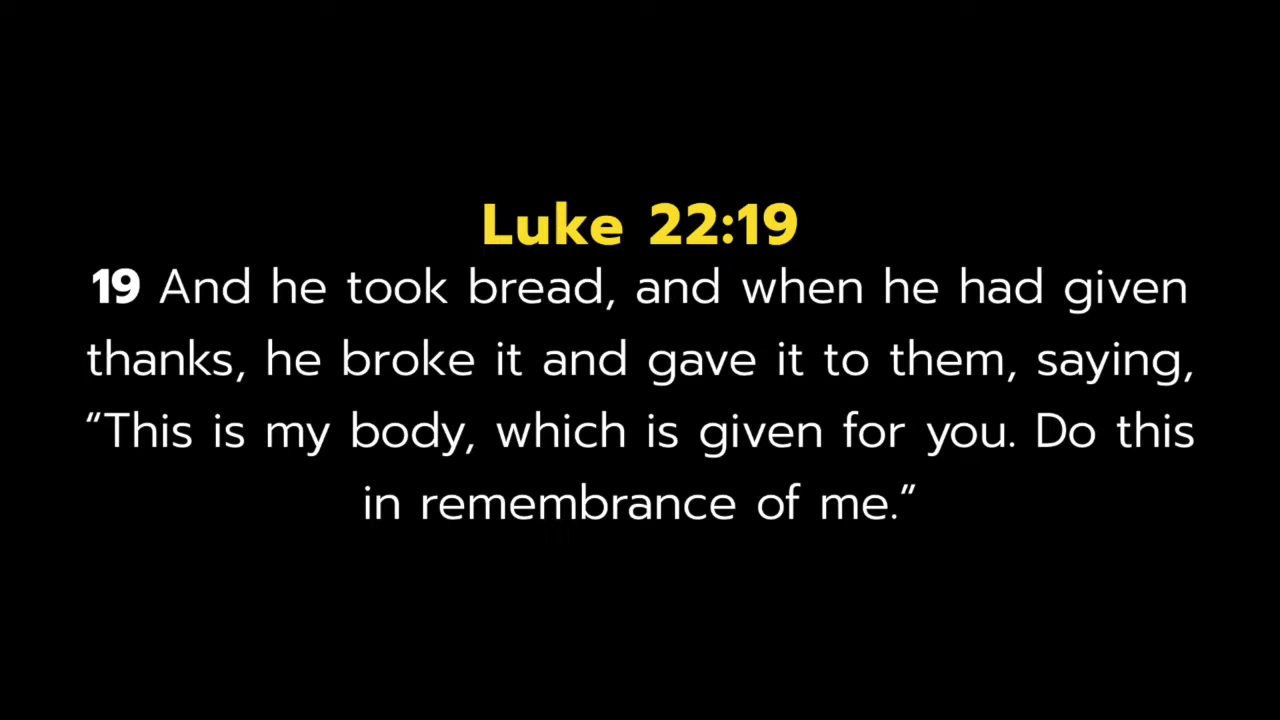 Luke 22:19
19 And he took bread, and when he had given
thanks, he broke it and gave it to them, saying,
“This is my body, which is given for you. Do this
in remembrance of me.”